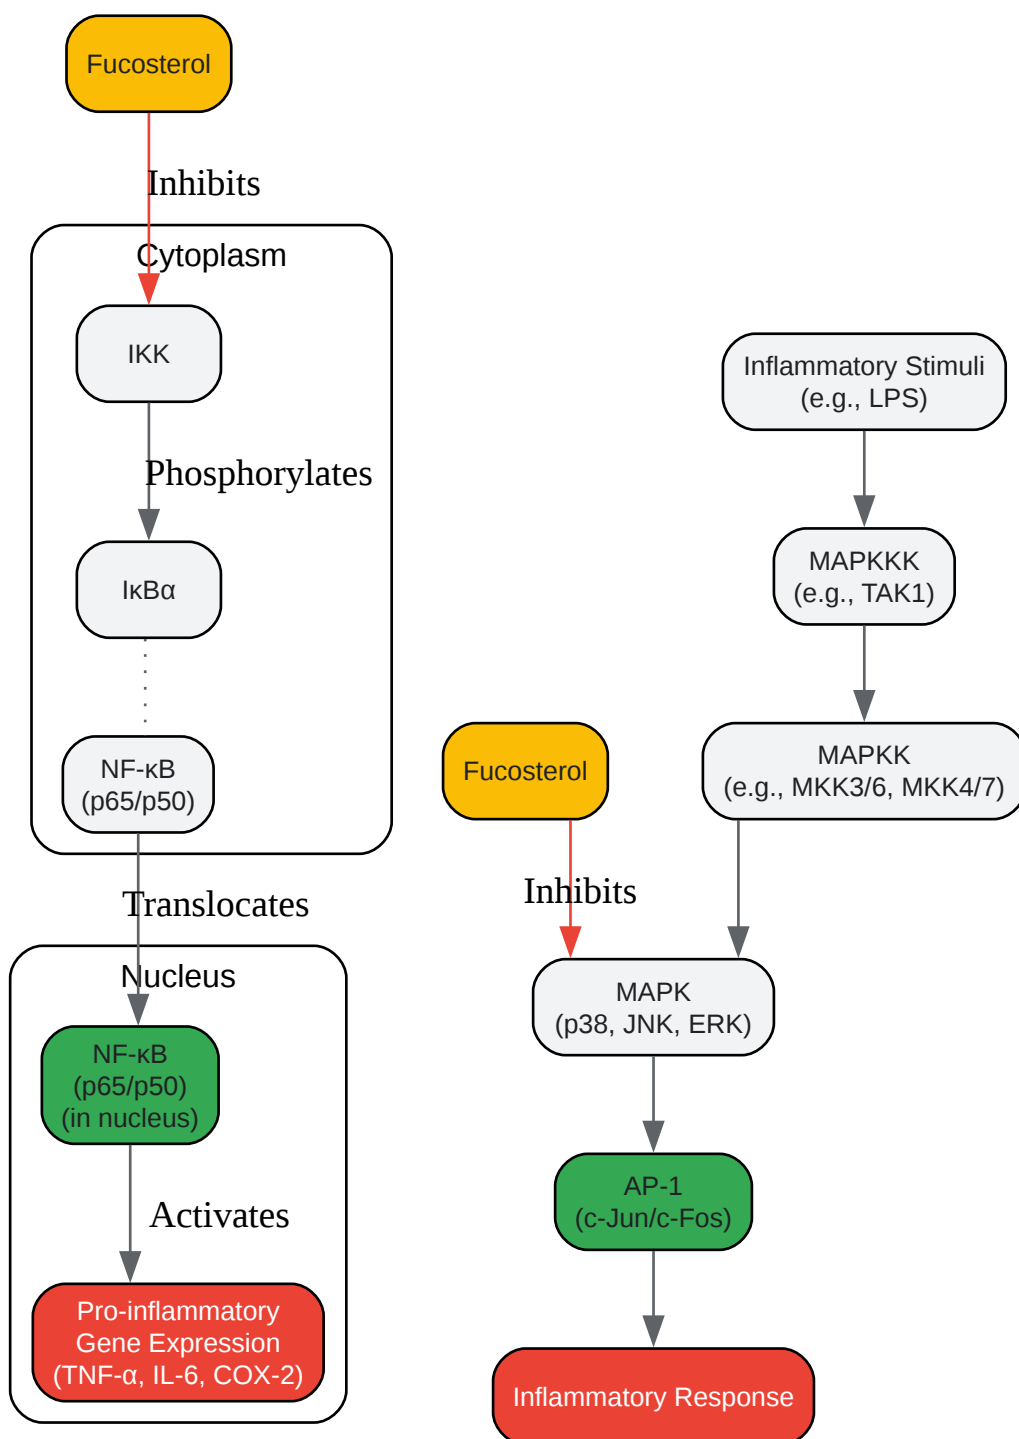 Fucosterol
Inhibits
Cytoplasm
IKK
Phosphorylates
IκBα
NF-κB
(p65/p50)
Translocates
Nucleus
NF-κB
(p65/p50)
(in nucleus)
Activates
Pro-inflammatory
Gene Expression
(TNF-α, IL-6, COX-2)
Inflammatory Stimuli
(e.g., LPS)
MAPKKK
(e.g., TAK1)
MAPKK
(e.g., MKK3/6, MKK4/7)
Fucosterol
Inhibits
MAPK
(p38, JNK, ERK)
AP-1
(c-Jun/c-Fos)
Inflammatory Response